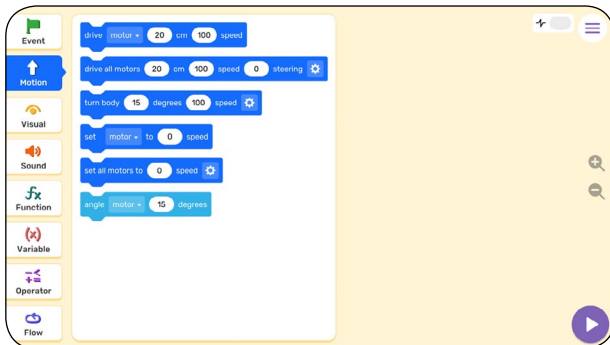 Event
Motion
Visual
Sound
fx
Function
(x)
Variable
Operator
Flow
drive motor 20 cm 100 speed
drive all motors 20 cm 100 speed 0 steering
turn body 15 degrees 100 speed
set motor to 0 speed
set all motors to 0 speed
angle motor 15 degrees